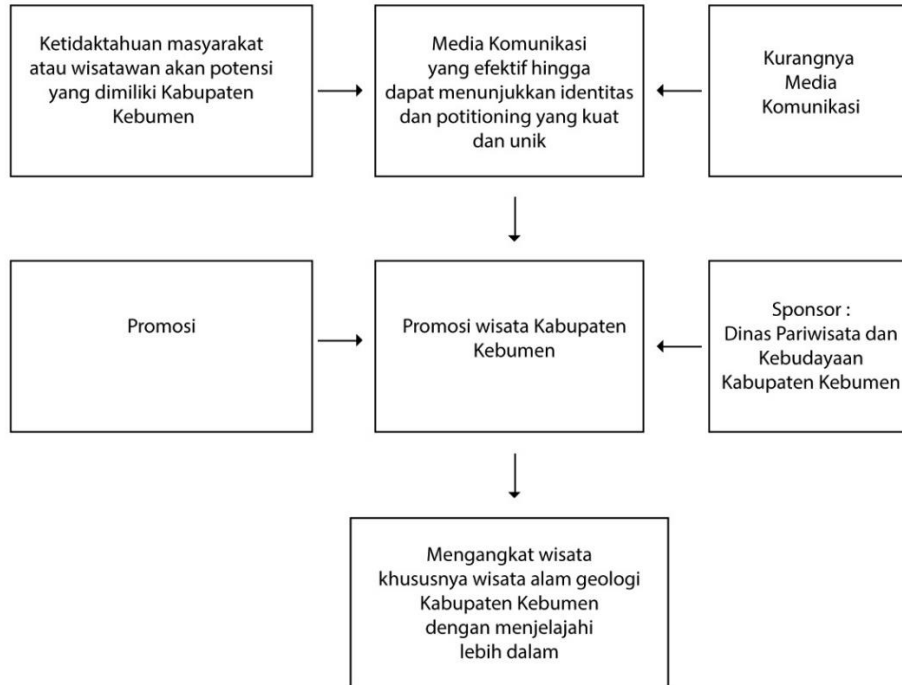 Ketidaktahuan masyarakat
atau wisatawan akan potensi
yang dimiliki Kabupaten
Kebumen
Media Komunikasi
yang efektif hingga
dapat menunjukkan identitas
dan potitioning yang kuat
dan unik
Kurangnya
Media
Komunikasi
Promosi
Promosi wisata Kabupaten
Kebumen
Sponsor :
Dinas Pariwisata dan
Kebudayaan
Kabupaten Kebumen
Mengangkat wisata
khususnya wisata alam geologi
Kabupaten Kebumen
dengan menjelajahi
lebih dalam